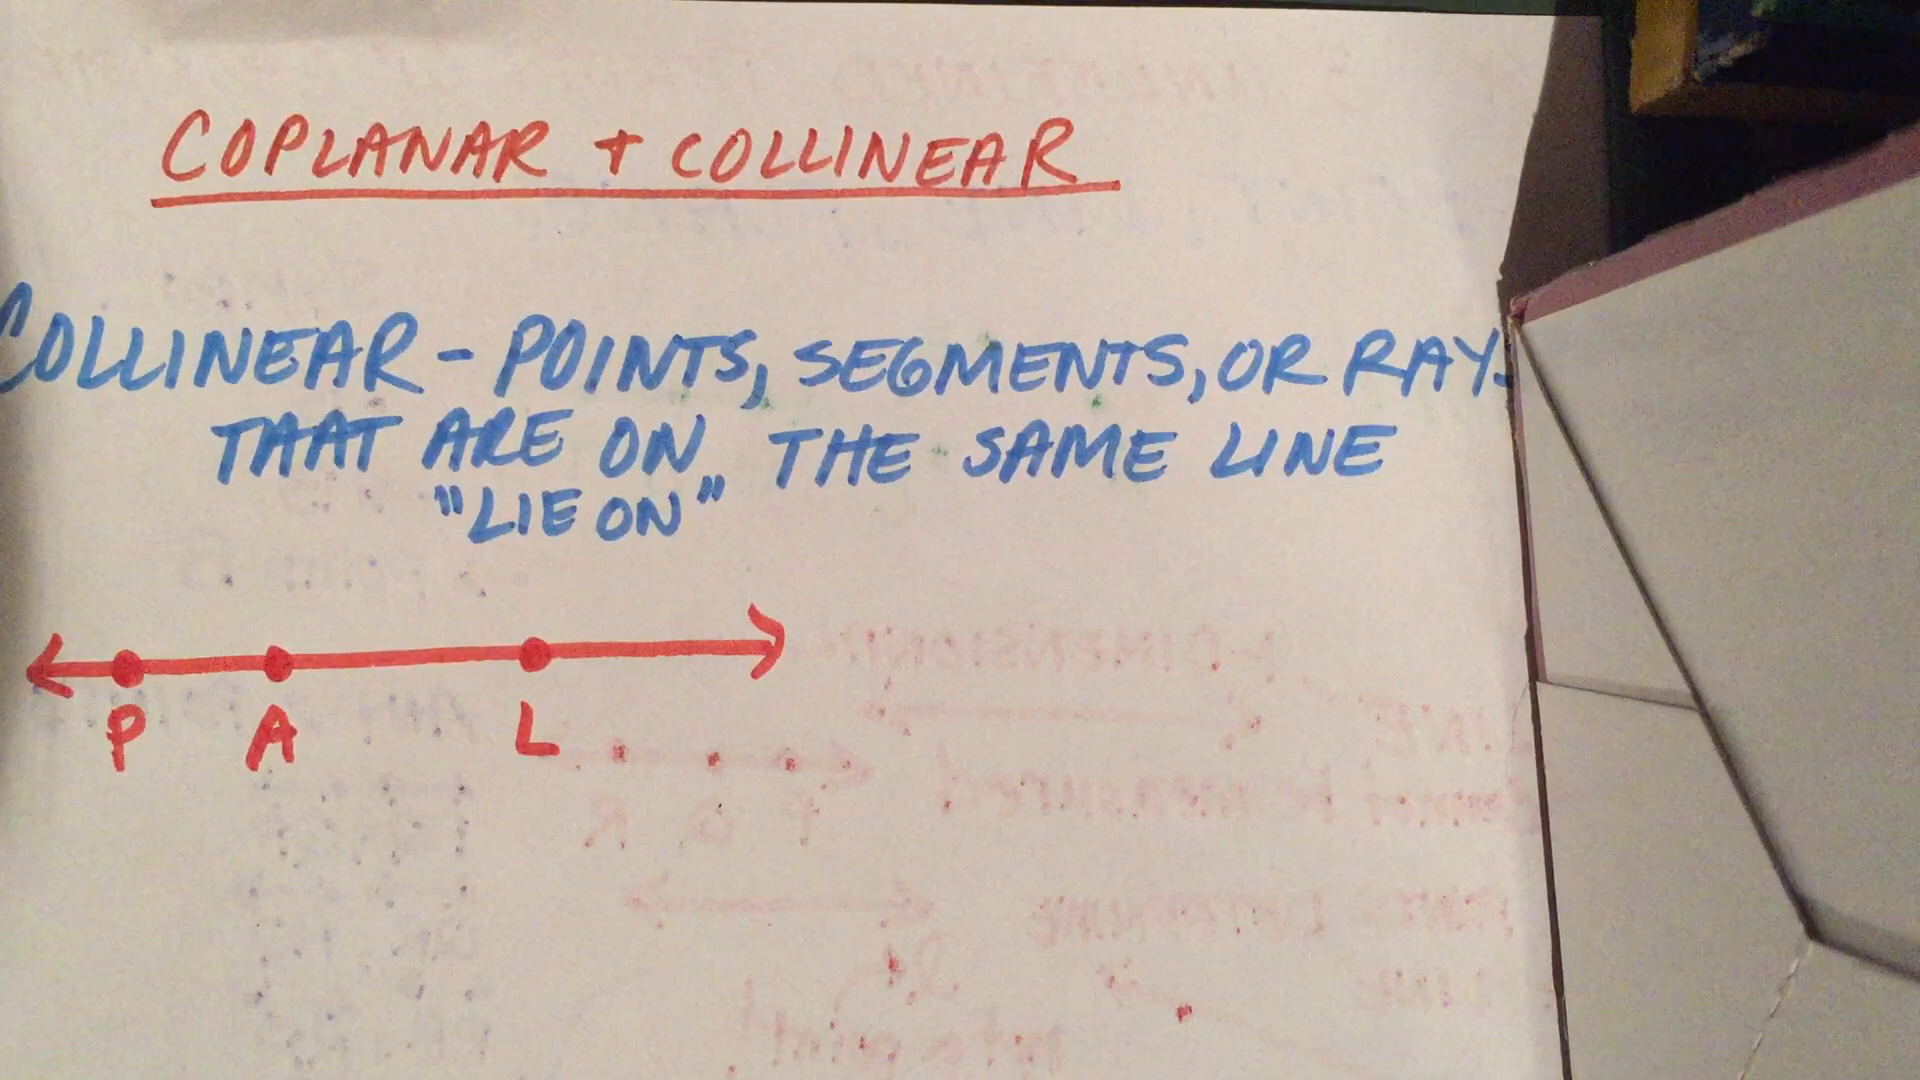 COPLANAR + COLLINEAR
COLLINEAR - POINTS, SEGMENTS, OR RAYS
THAT ARE ON THE SAME LINE
"LIE ON"
P A L